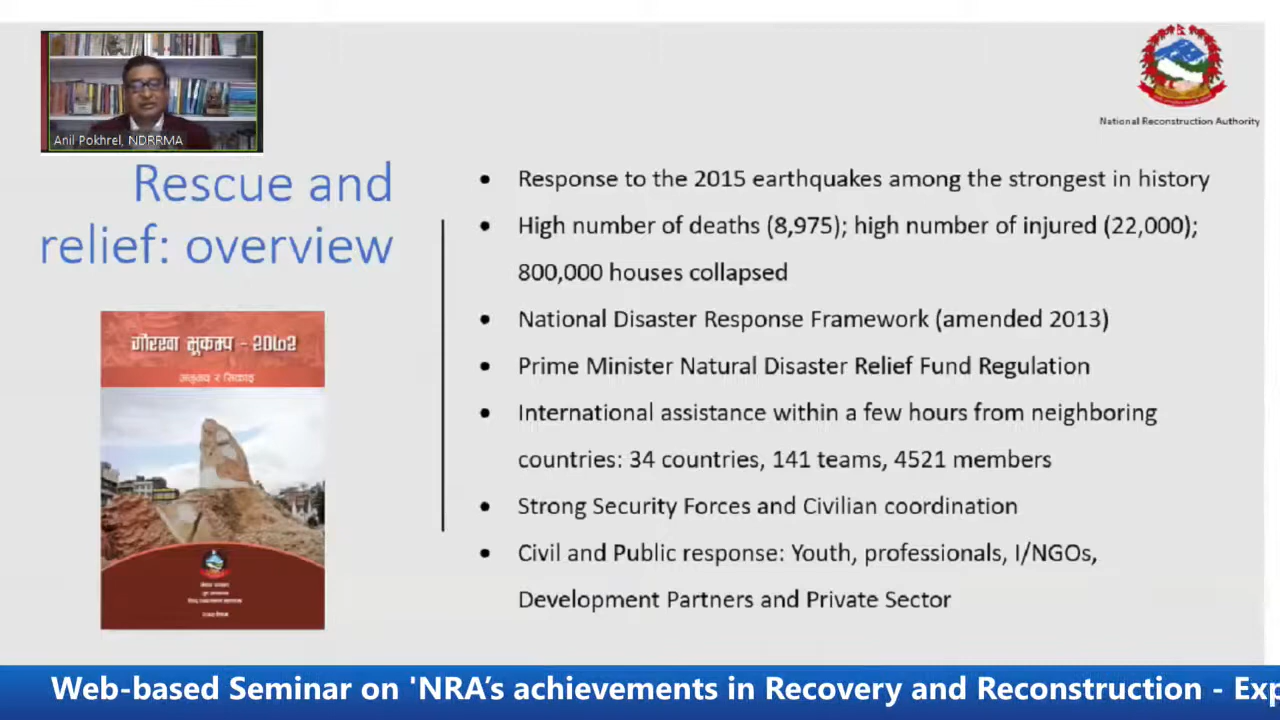 Anil Pokhrel, NDRRMA
National Reconstruction Authority
Rescue and
relief: overview
• Response to the 2015 earthquakes among the strongest in history
• High number of deaths (8,975); high number of injured (22,000);
800,000 houses collapsed
• National Disaster Response Framework (amended 2013)
• Prime Minister Natural Disaster Relief Fund Regulation
• International assistance within a few hours from neighboring
countries: 34 countries, 141 teams, 4521 members
• Strong Security Forces and Civilian coordination
• Civil and Public response: Youth, professionals, I/NGOs,
Development Partners and Private Sector
गोरखा भूकम्प - २०७२
अनुभव र सिकाइ
Web-based Seminar on 'NRA’s achievements in Recovery and Reconstruction - Exp